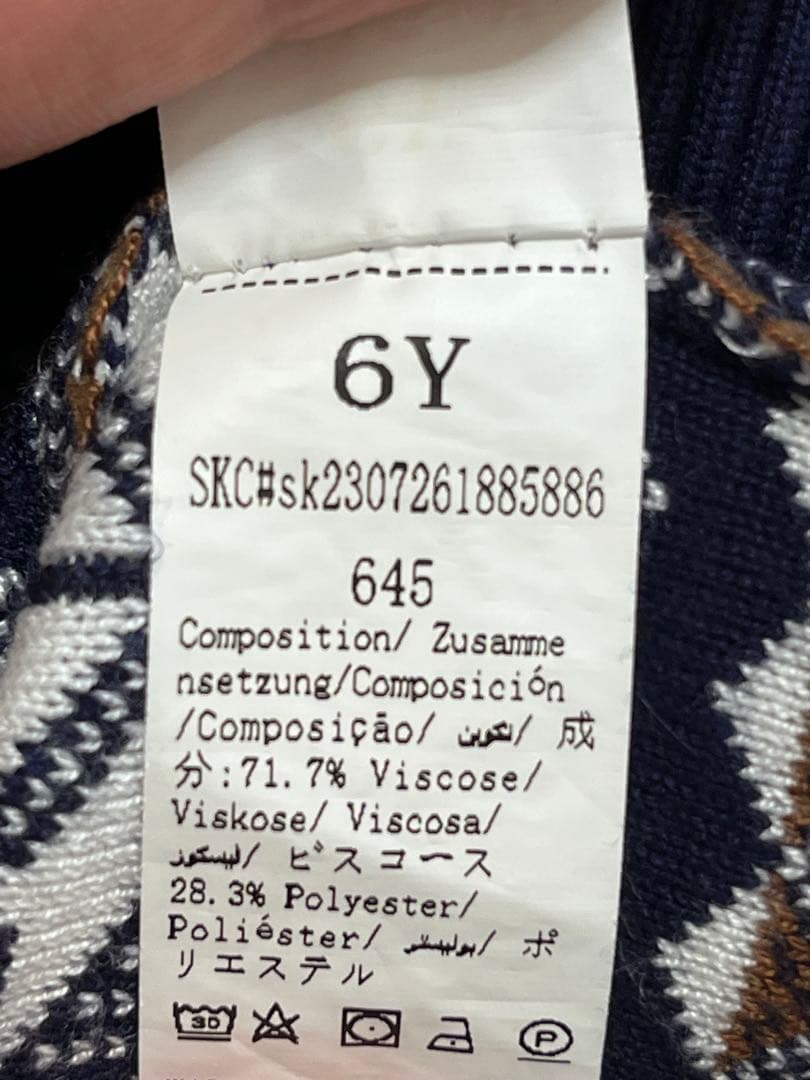 6Y
SKC#sk2307261885886
645
Composition/ Zusamme
nsetzung/Composición
/Composição/ تكوين/ 成
分:71.7% Viscose/
Viskose/ Viscosa/
ليسكوز/ ビスコース
28.3% Polyester/
Poliéster/ بوليستر/ ポ
リエステル
30
P